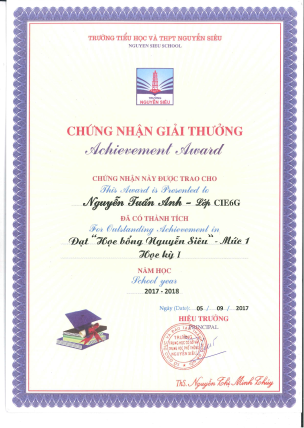 TRƯỜNG TIỂU HỌC VÀ THPT NGUYỄN SIÊU
NGUYEN SIEU SCHOOL
TRƯỜNG
NGUYỄN SIÊU
CHỨNG NHẬN GIẢI THƯỞNG
Achievement Award
CHỨNG NHẬN NÀY ĐƯỢC TRAO CHO
This Award is Presented to
Nguyễn Tuấn Anh – Lớp CIE6G
ĐÃ CÓ THÀNH TÍCH
For Outstanding Achievement in
Đạt "Học bổng Nguyễn Siêu" - Mức 1
Học kỳ I
NĂM HỌC
School year
2017 - 2018
Ngày (Date): 05 / 09 / 2017
HIỆU TRƯỞNG
PRINCIPAL
ThS. Nguyễn Thị Minh Thúy